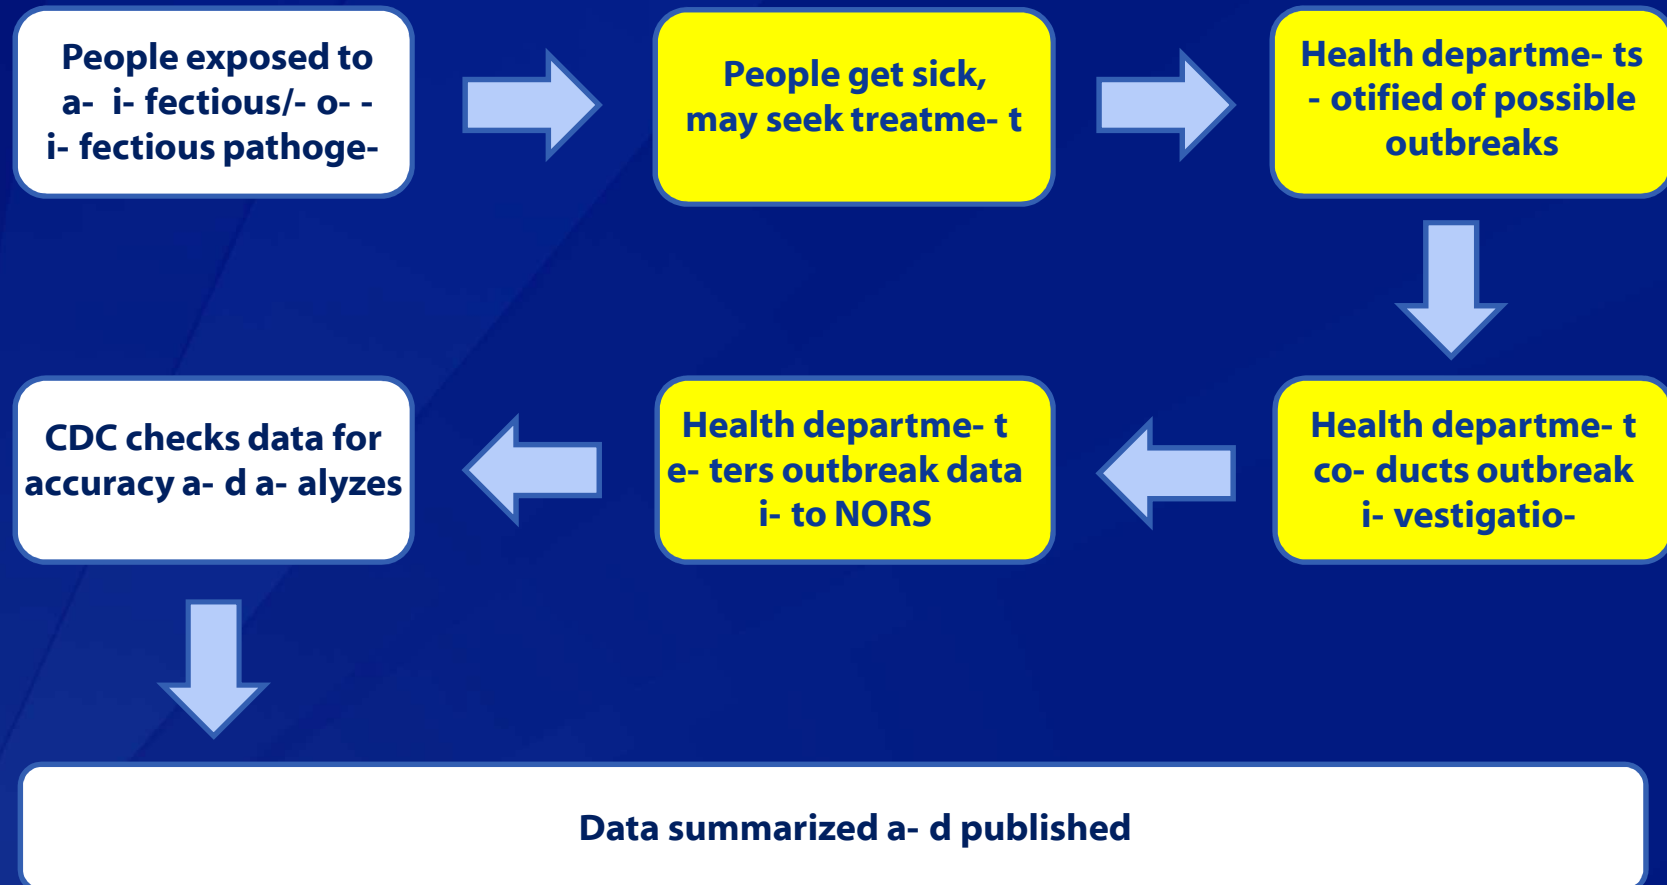 People exposed to
a- i- fectious/- o- -
i- fectious pathoge-
People get sick,
may seek treatme- t
Health departme- ts
- otified of possible
outbreaks
Health departme- t
co- ducts outbreak
i- vestigatio-
Health departme- t
e- ters outbreak data
i- to NORS
CDC checks data for
accuracy a- d a- alyzes
Data summarized a- d published